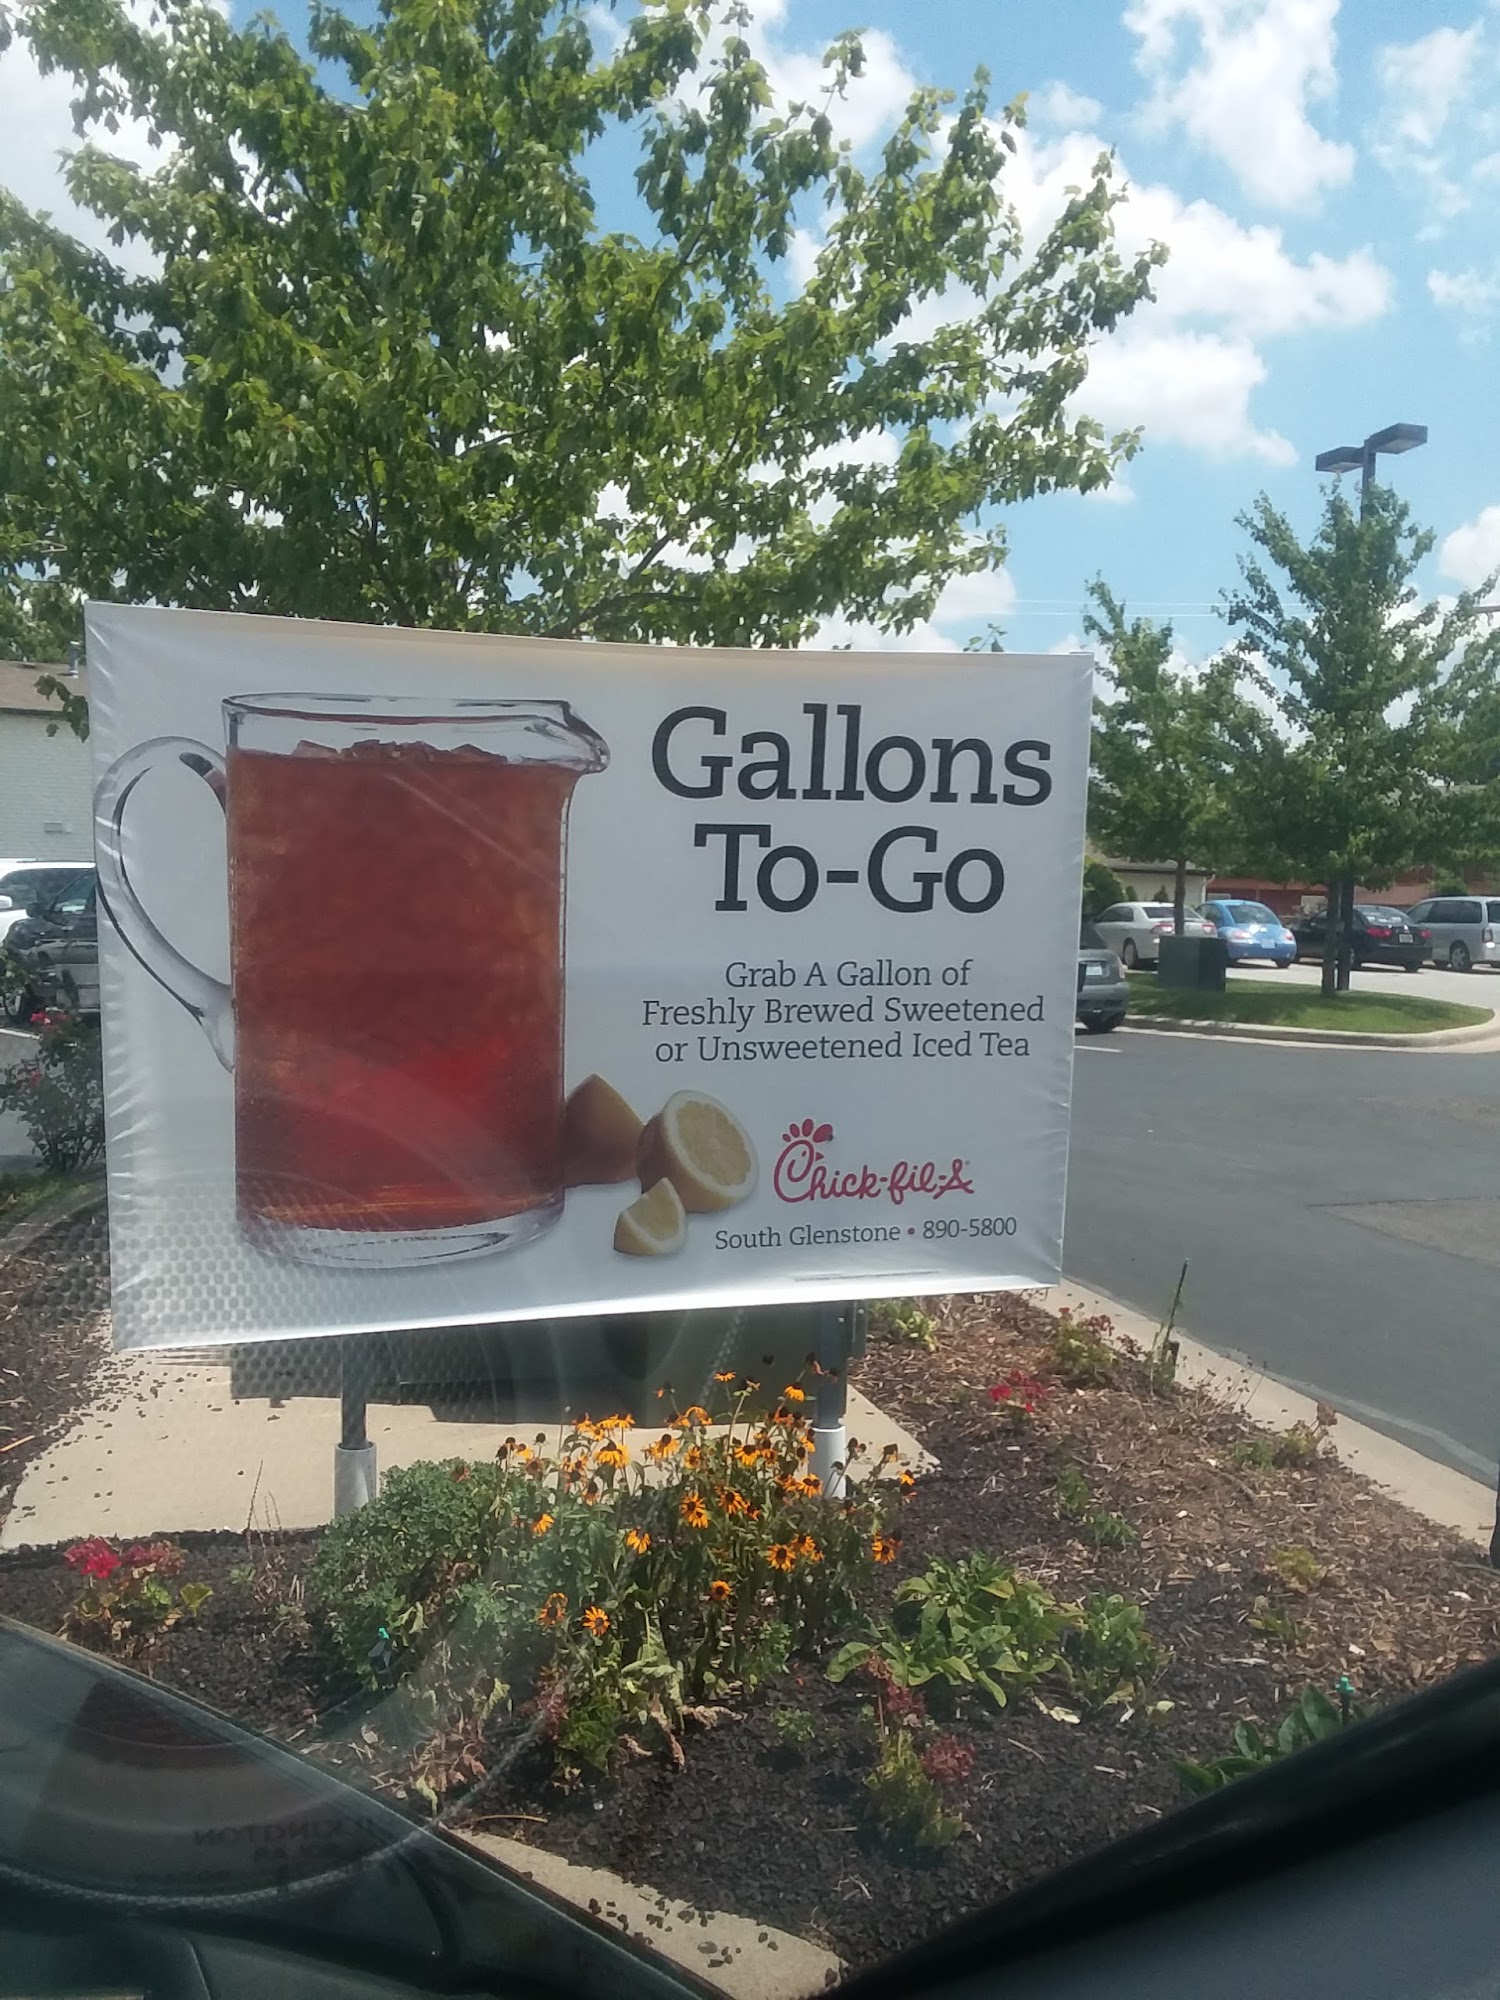 Gallons
To-Go
Grab A Gallon of
Freshly Brewed Sweetened
or Unsweetened Iced Tea
Chick-fil-A
South Glenstone • 890-5800